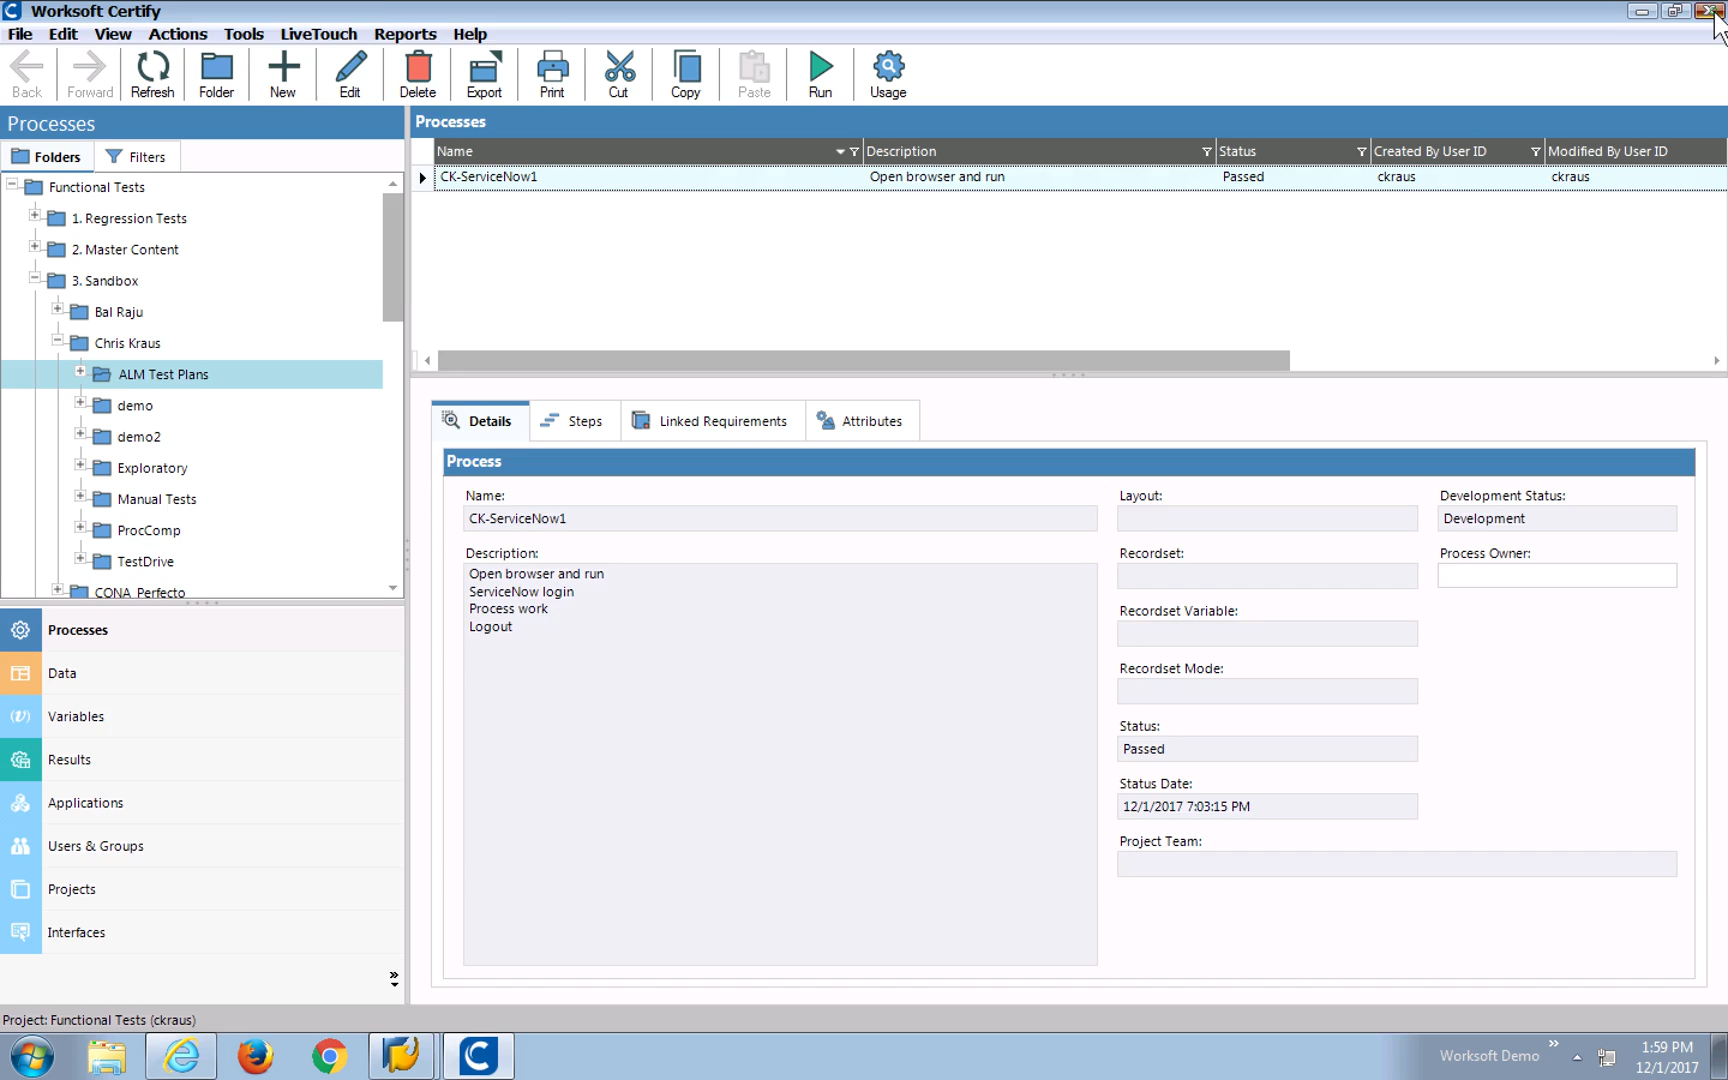 Worksoft Certify
File Edit View Actions Tools LiveTouch Reports Help
Back Forward Refresh Folder New Edit Delete Export Print Cut Copy Paste Run Usage
Processes
Folders Filters
Functional Tests
1. Regression Tests
2. Master Content
3. Sandbox
Bal Raju
Chris Kraus
ALM Test Plans
demo
demo2
Exploratory
Manual Tests
ProcComp
TestDrive
CONA Perfecto
Processes
Data
Variables
Results
Applications
Users & Groups
Projects
Interfaces
Processes
Name Description Status Created By User ID Modified By User ID
CK-ServiceNow1 Open browser and run Passed ckraus ckraus
Details Steps Linked Requirements Attributes
Process
Name:
CK-ServiceNow1
Description:
Open browser and run
ServiceNow login
Process work
Logout
Layout:
Recordset:
Recordset Variable:
Recordset Mode:
Status:
Passed
Status Date:
12/1/2017 7:03:15 PM
Project Team:
Development Status:
Development
Process Owner:
Project: Functional Tests (ckraus)
Worksoft Demo
1:59 PM
12/1/2017